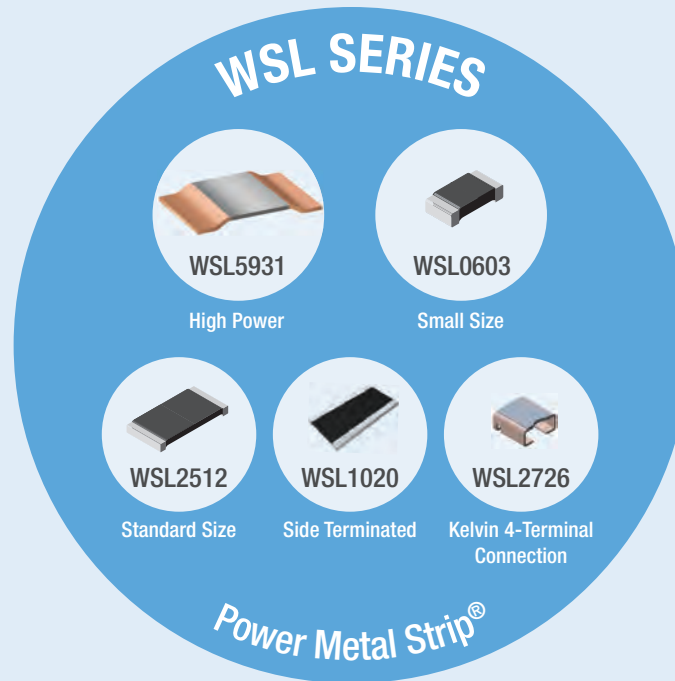 WSL SERIES
WSL5931
High Power
WSL0603
Small Size
WSL2512
Standard Size
WSL1020
Side Terminated
WSL2726
Kelvin 4-Terminal
Connection
Power Metal Strip®